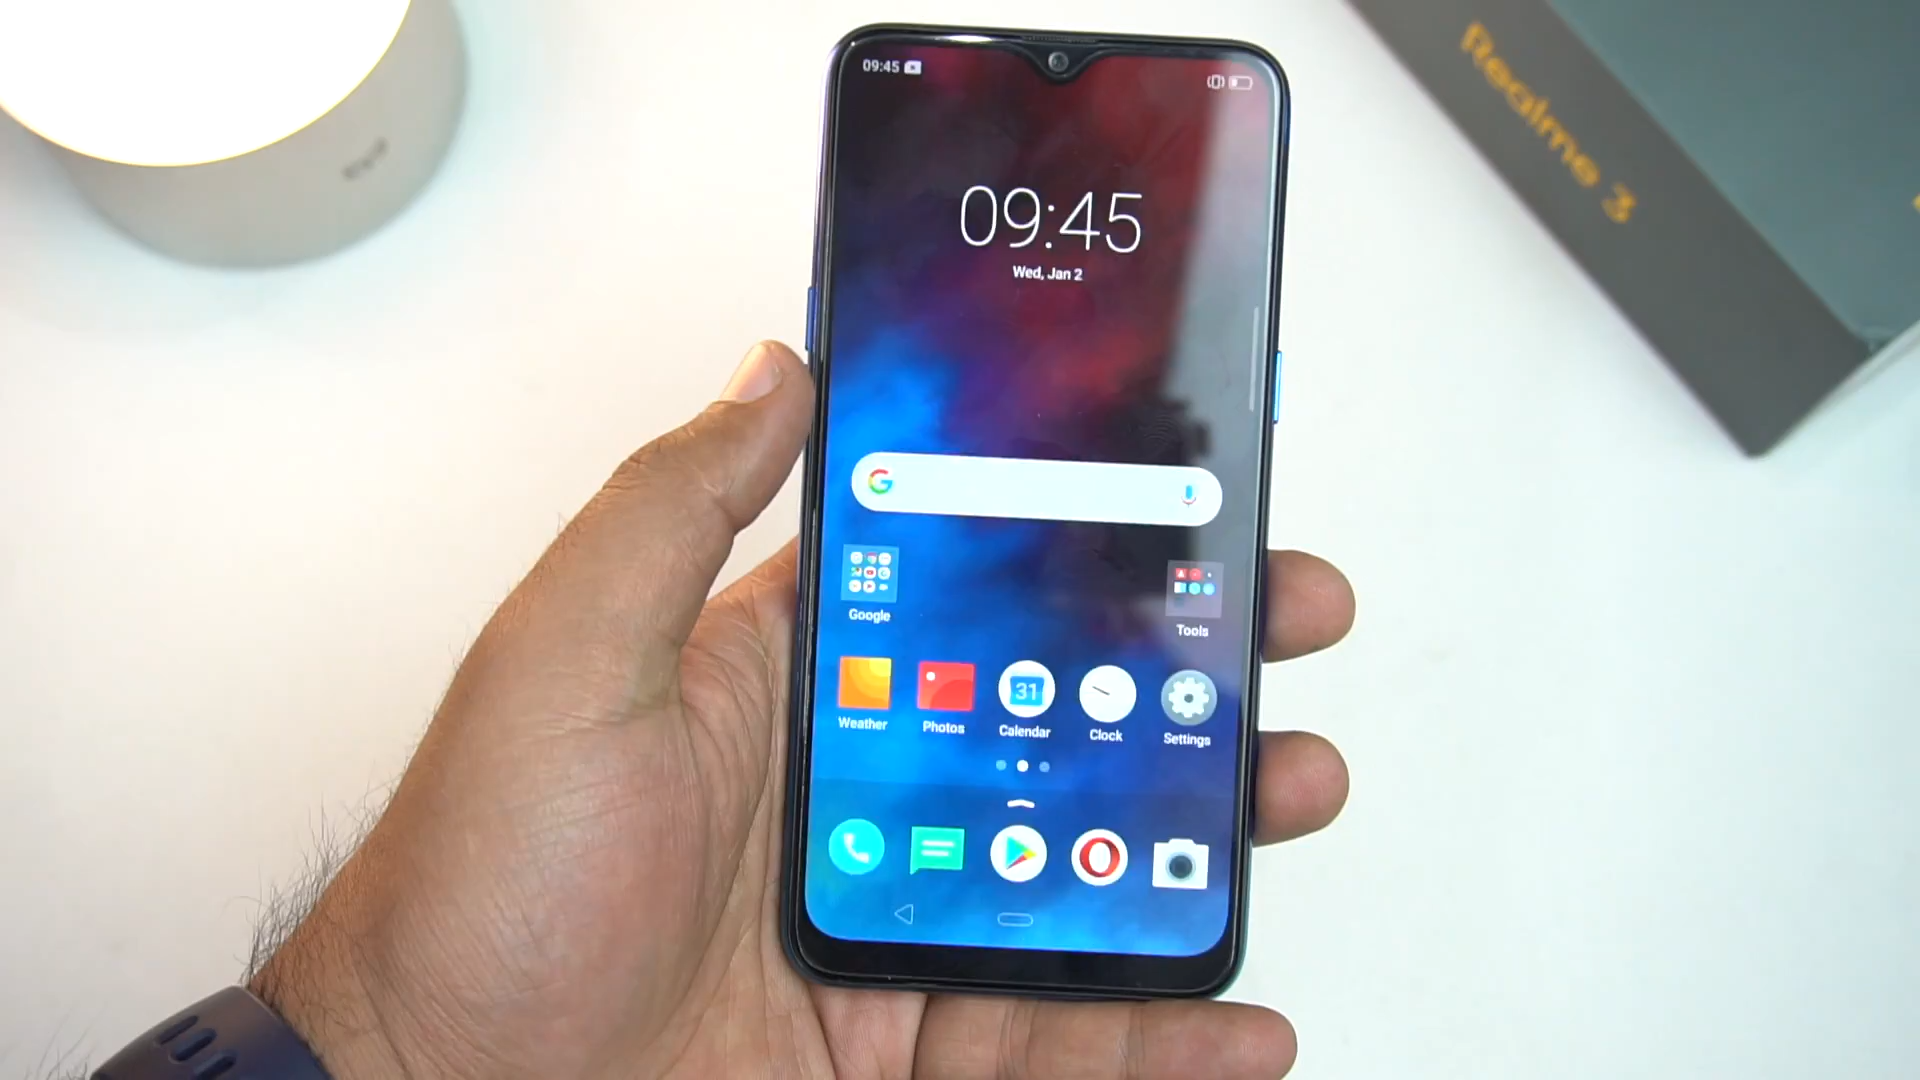 09:45
Realme 3
09:45
Wed, Jan 2
G
Google
Tools
31
Weather
Photos
Calendar
Clock
Settings